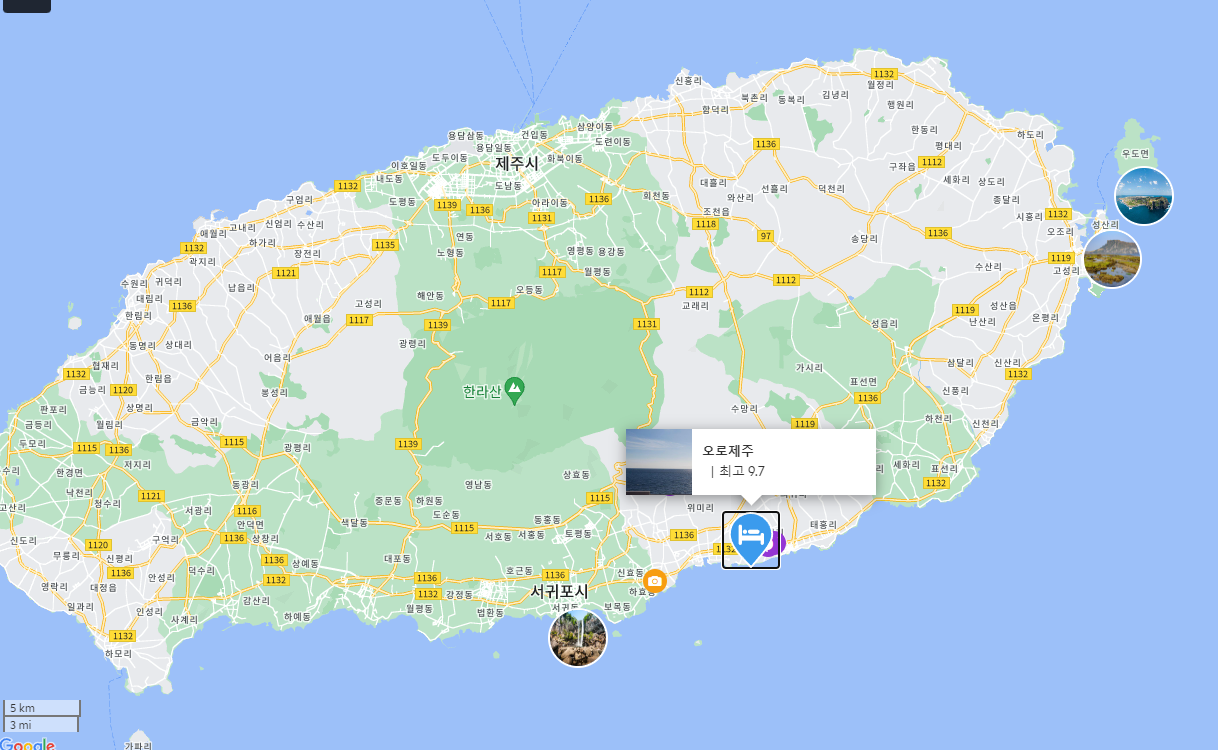 신흥리
1132
월정리
북촌리
동복리
김녕리
행원리
함덕리
용담삼동
건입동
삼양이동
한동리
하도리
도련이동
용담일동
도두이동
화북이동
제주시
1136
평대리
우도면
이호일동
내도동
구좌읍
1112
1132
도남동
대흘리
선흘리
덕천리
세화리
상도리
구엄리
도평동
1139
1136
아라이동
1136
회천동
와산리
종달리
1131
조천읍
1118
시흥리
1132
애월리
고내리
신엄리
수산리
성산리
오조리
1132
하가리
1135
연동
97
송당리
1136
곽지리
장전리
노형동
영평동
용강동
1119
고성리
1121
1117
월평동
수산리
수원리
귀덕리
납읍리
해안동
오등동
1112
1112
대림리
1136
고성리
1117
교래리
성산읍
1119
한림리
애월읍
1117
1139
1131
성읍리
난산리
온평리
동명리
상대리
광령리
어음리
협재리
1132
한림읍
가시리
삼달리
신산리
1132
금능리
1120
봉성리
한라산
표선면
신풍리
판포리
상명리
수망리
1136
금등리
월림리
금악리
1119
하천리
신천리
두모리
1115
1136
1115
광평리
1139
오로제주
| 최고 9.7
수리
저지리
세화리
표선리
한경면
상효동
1132
낙천리
1121
동광리
영남동
고산리
청수리
서광리
1116
중문동
하원동
1115
위미리
안덕면
도순동
색달동
1115
동홍동
태흥리
신도리
1136
상창리
서호동
서홍동
토평동
1136
구억리
1120
무릉리
신평리
1136
상예동
대포동
1136
안성리
덕수리
1132
호근동
1136
신효동
영락리
대정읍
1136
1132
강정동
서귀포시
하효동
일과리
인성리
감산리
월평동
법환동
서귀동
보목동
사계리
하예동
1132
하모리
5 km
3 mi
가파리
Google